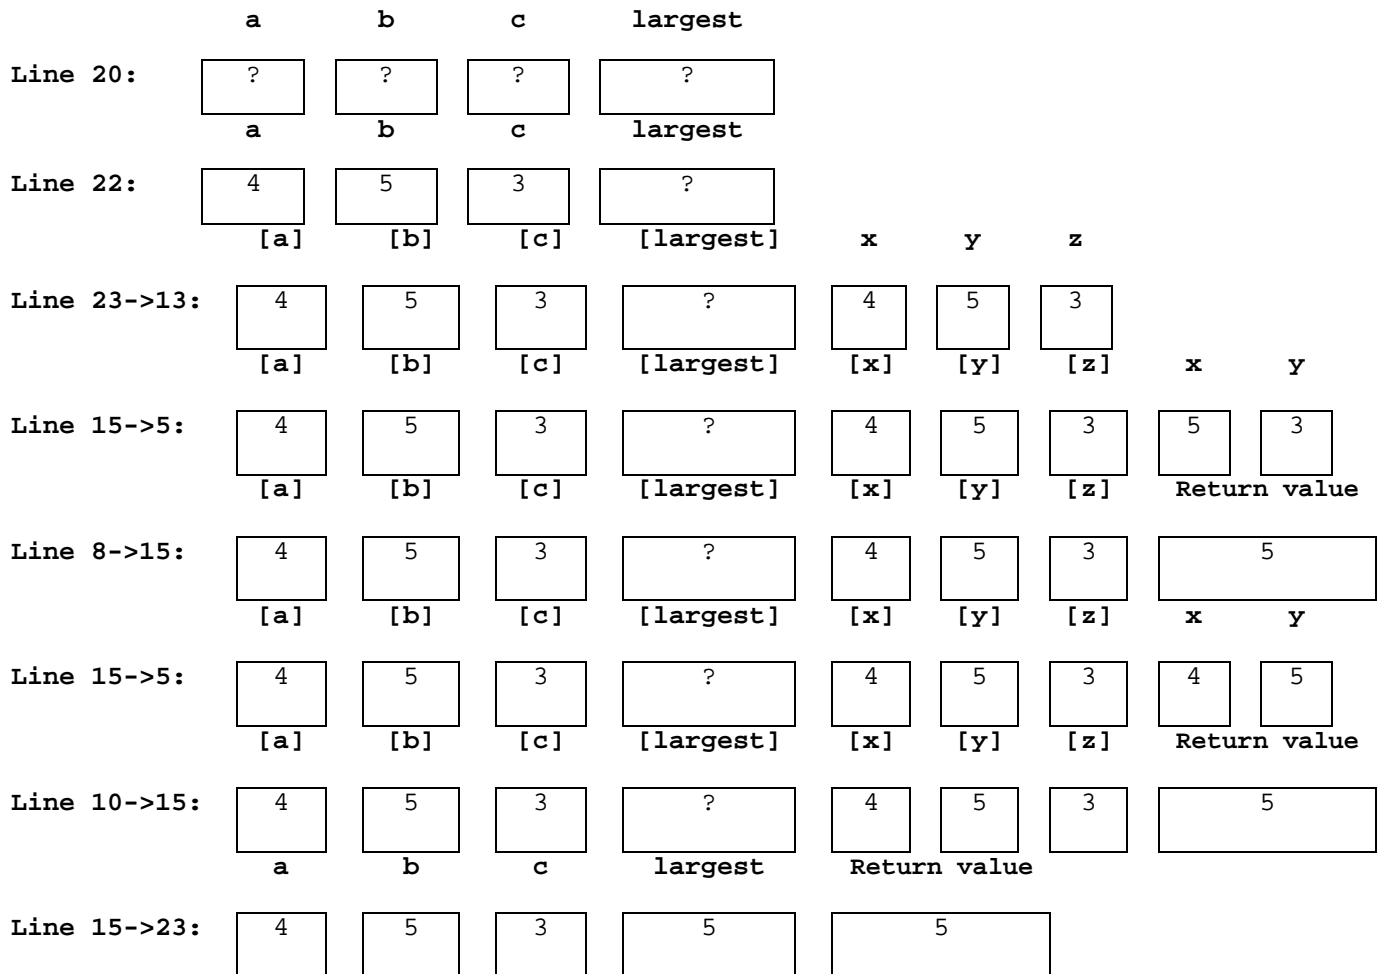 a b c largest
Line 20: ? ? ? ?
a b c largest
Line 22: 4 5 3 ?
[a] [b] [c] [largest] x y z
Line 23->13: 4 5 3 ? 4 5 3
[a] [b] [c] [largest] [x] [y] [z] x y
Line 15->5: 4 5 3 ? 4 5 3 5 3
[a] [b] [c] [largest] [x] [y] [z] Return value
Line 8->15: 4 5 3 ? 4 5 3 5
[a] [b] [c] [largest] [x] [y] [z] x y
Line 15->5: 4 5 3 ? 4 5 3 4 5
[a] [b] [c] [largest] [x] [y] [z] Return value
Line 10->15: 4 5 3 ? 4 5 3 5
a b c largest Return value
Line 15->23: 4 5 3 5 5